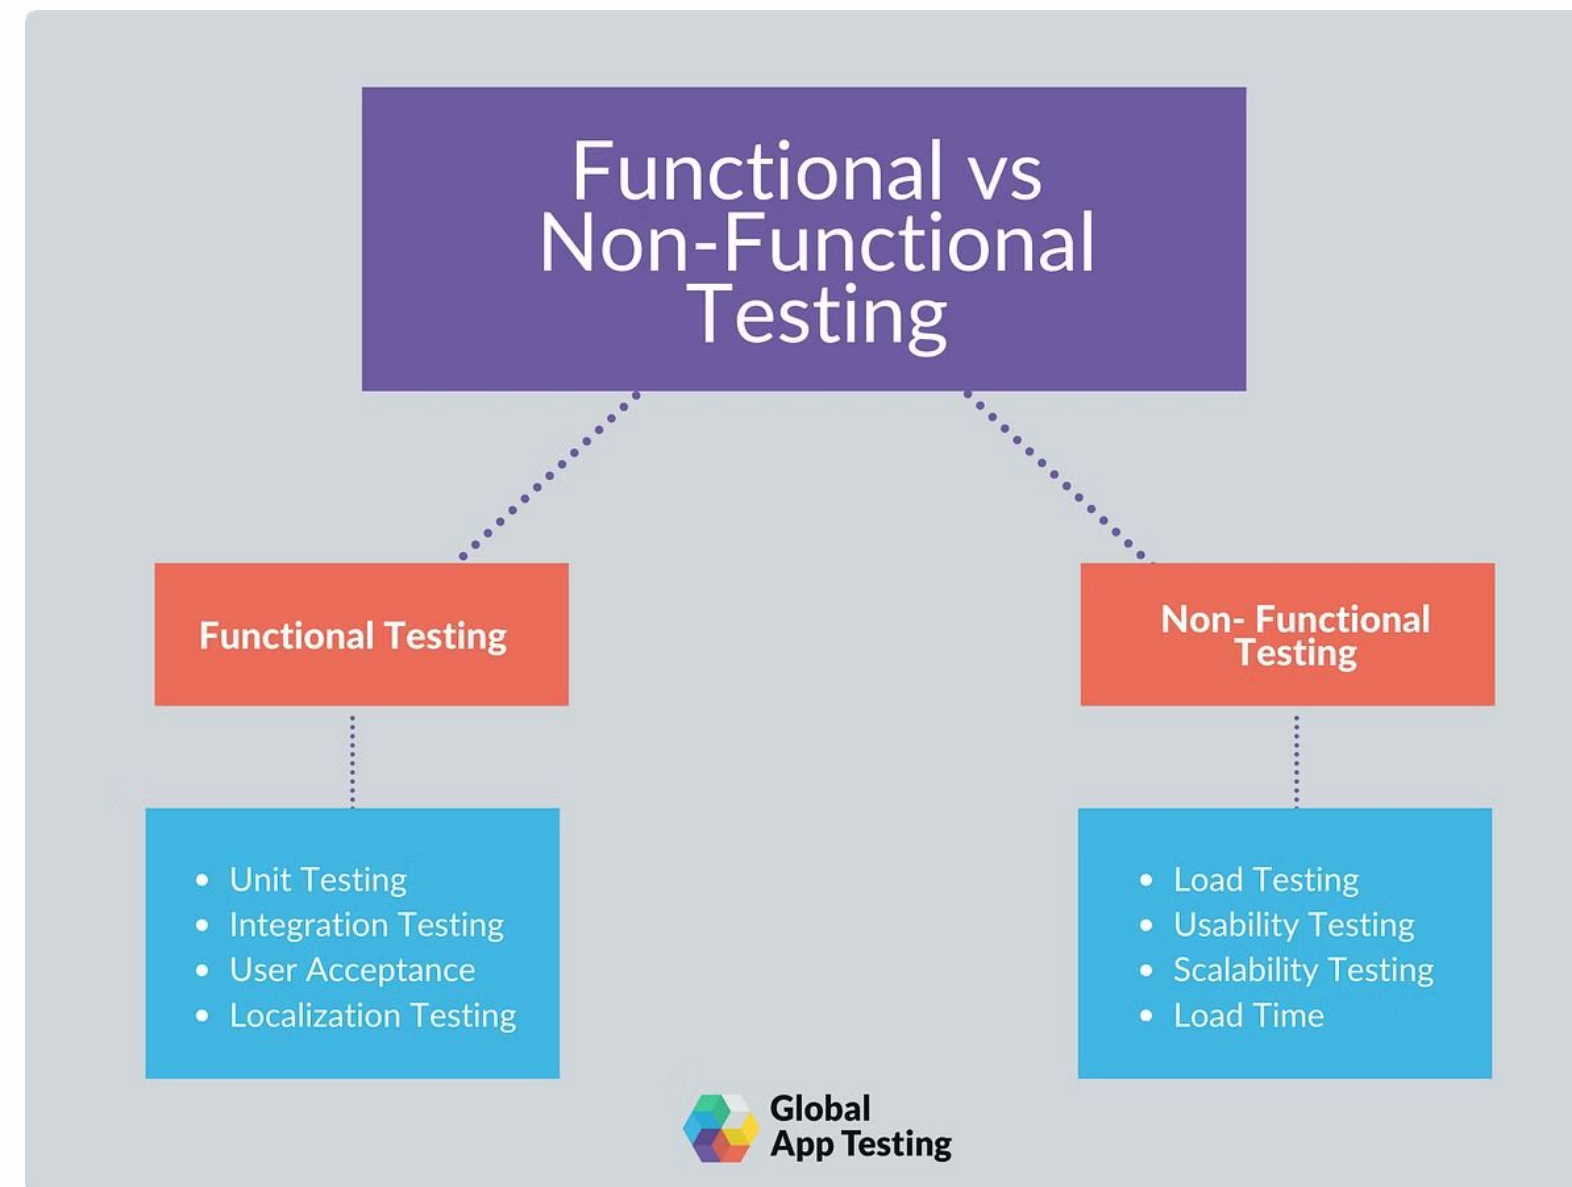 Functional vs
Non-Functional
Testing
Functional Testing
Non- Functional
Testing
• Unit Testing
• Integration Testing
• User Acceptance
• Localization Testing
• Load Testing
• Usability Testing
• Scalability Testing
• Load Time
Global
App Testing